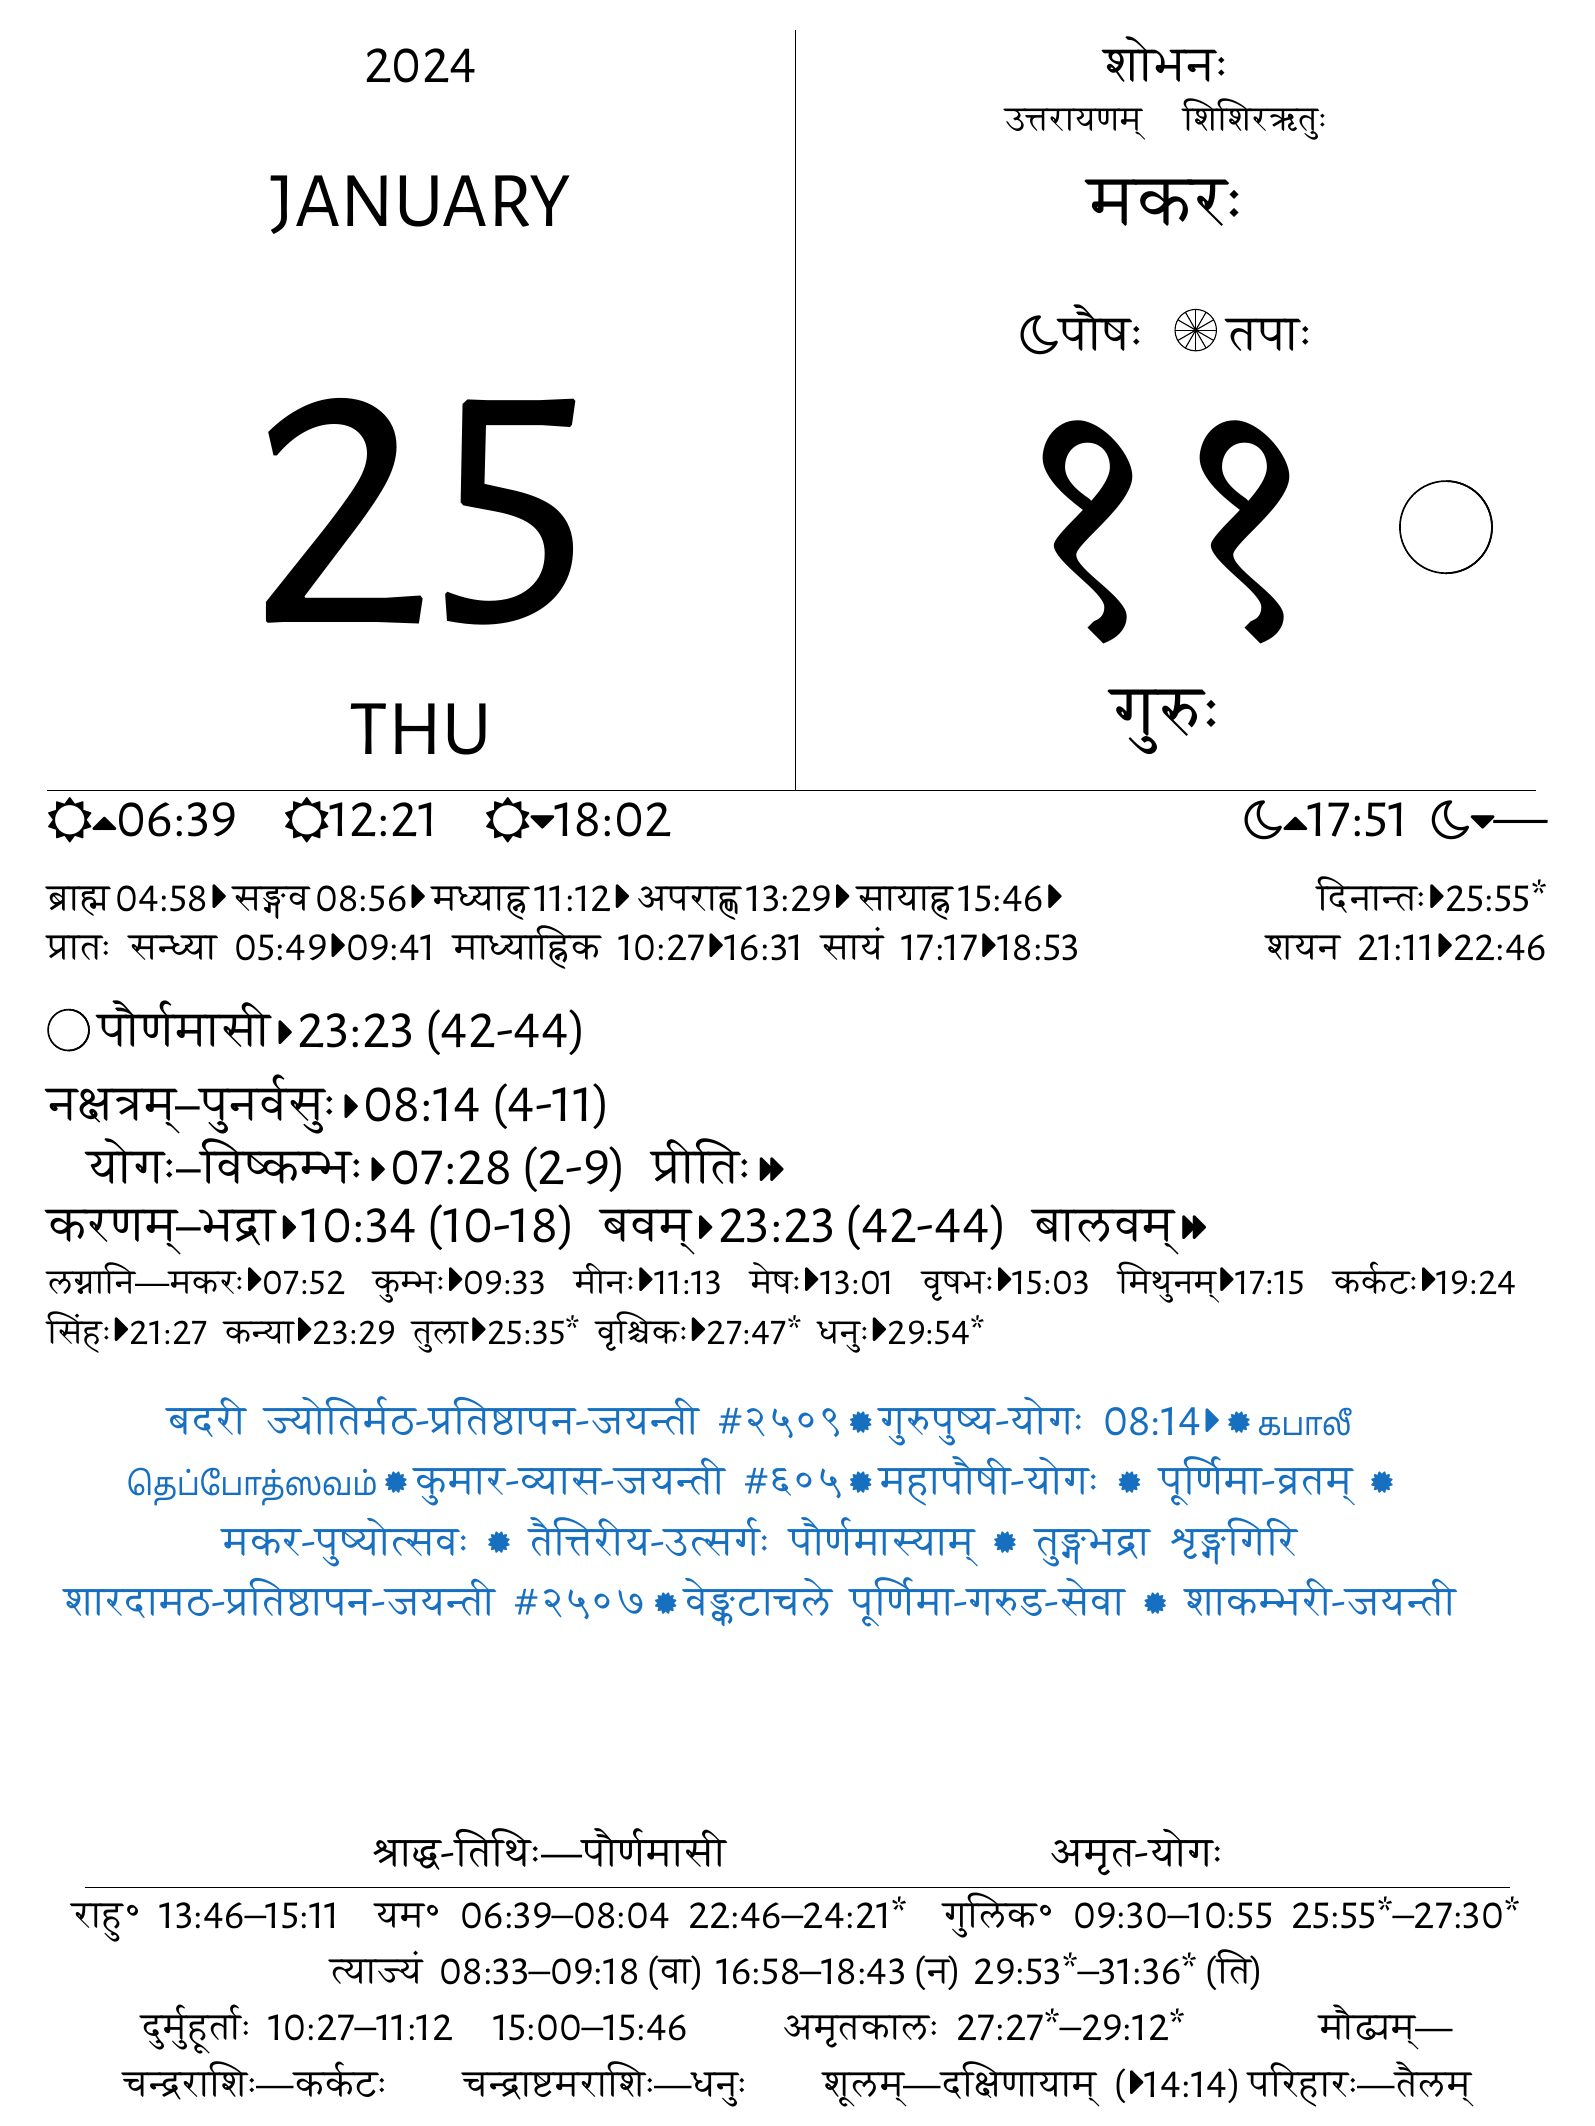 2024
JANUARY
25
THU
शोभनः
उत्तरायणम् शिशिरऋतुः
मकरः
पौषः तपाः
११
गुरुः
06:39 12:21 18:02 17:51 —
ब्राह्म 04:58 सङ्गव 08:56 मध्याह्न 11:12 अपराह्ण 13:29 सायाह्न 15:46 दिनान्तः 25:55*
प्रातः सन्ध्या 05:49 09:41 माध्याह्निक 10:27 16:31 सायं 17:17 18:53 शयन 21:11 22:46
पौर्णमासी 23:23 (42-44)
नक्षत्रम्–पुनर्वसुः 08:14 (4-11)
योगः–विष्कम्भः 07:28 (2-9) प्रीतिः
करणम्–भद्रा 10:34 (10-18) बवम् 23:23 (42-44) बालवम्
लग्नानि—मकरः 07:52 कुम्भः 09:33 मीनः 11:13 मेषः 13:01 वृषभः 15:03 मिथुनम् 17:15 कर्कटः 19:24
सिंहः 21:27 कन्या 23:29 तुला 25:35* वृश्चिकः 27:47* धनुः 29:54*
बदरी ज्योतिर्मठ-प्रतिष्ठापन-जयन्ती #२५०९ गुरुपुष्य-योगः 08:14 கபாலீ
தெப்போத்ஸவம் कुमार-व्यास-जयन्ती #६०५ महापौषी-योगः पूर्णिमा-व्रतम्
मकर-पुष्योत्सवः तैत्तिरीय-उत्सर्गः पौर्णमास्याम् तुङ्गभद्रा शृङ्गगिरि
शारदामठ-प्रतिष्ठापन-जयन्ती #२५०७ वेङ्कटाचले पूर्णिमा-गरुड-सेवा शाकम्भरी-जयन्ती
श्राद्ध-तिथिः—पौर्णमासी अमृत-योगः
राहु° 13:46–15:11 यम° 06:39–08:04 22:46–24:21* गुलिक° 09:30–10:55 25:55*–27:30*
त्याज्यं 08:33–09:18 (वा) 16:58–18:43 (न) 29:53*–31:36* (ति)
दुर्मुहूर्ताः 10:27–11:12 15:00–15:46 अमृतकालः 27:27*–29:12* मौढ्यम्—
चन्द्रराशिः—कर्कटः चन्द्राष्टमराशिः—धनुः शूलम्—दक्षिणायाम् (14:14) परिहारः—तैलम्